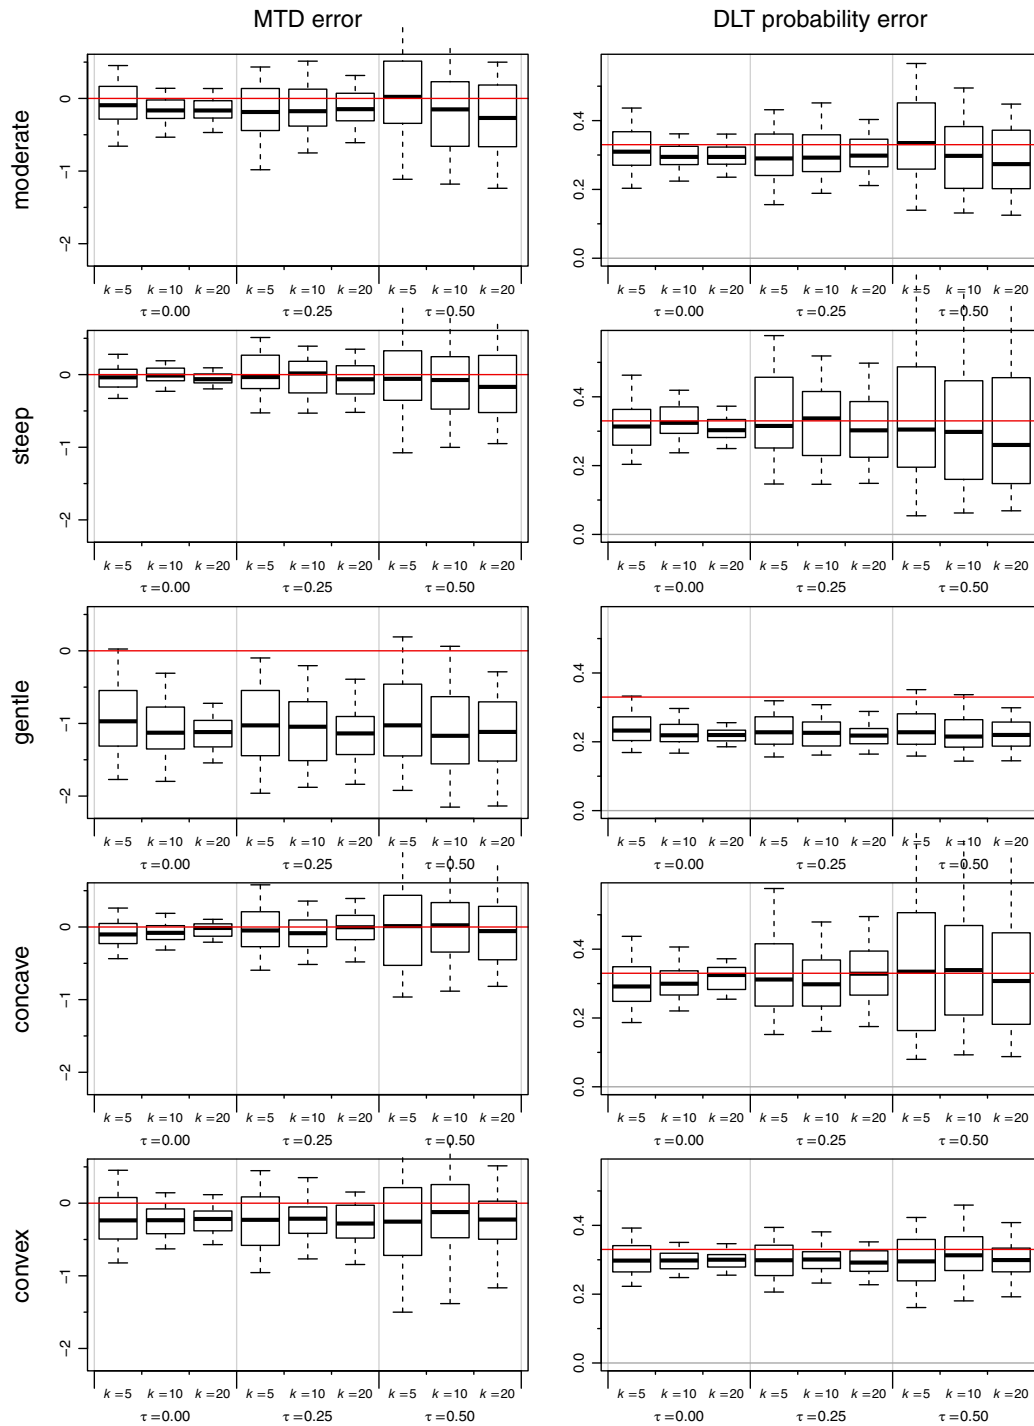 MTD error DLT probability error
moderate
0
−1
−2
0.4
0.2
0.0
k =5 k =10 k =20 k =5 k =10 k =20 k =5 k =10 k =20 k =5 k =10 k =20 k =5 k =10 k =20 k =5 k =10 k =20
τ =0.00 τ =0.25 τ =0.50 τ =0.00 τ =0.25 τ =0.50
steep
0
−1
−2
0.4
0.2
0.0
k =5 k =10 k =20 k =5 k =10 k =20 k =5 k =10 k =20 k =5 k =10 k =20 k =5 k =10 k =20 k =5 k =10 k =20
τ =0.00 τ =0.25 τ =0.50 τ =0.00 τ =0.25 τ =0.50
gentle
0
−1
−2
0.4
0.2
0.0
k =5 k =10 k =20 k =5 k =10 k =20 k =5 k =10 k =20 k =5 k =10 k =20 k =5 k =10 k =20 k =5 k =10 k =20
τ =0.00 τ =0.25 τ =0.50 τ =0.00 τ =0.25 τ =0.50
concave
0
−1
−2
0.4
0.2
0.0
k =5 k =10 k =20 k =5 k =10 k =20 k =5 k =10 k =20 k =5 k =10 k =20 k =5 k =10 k =20 k =5 k =10 k =20
τ =0.00 τ =0.25 τ =0.50 τ =0.00 τ =0.25 τ =0.50
convex
0
−1
−2
0.4
0.2
0.0
k =5 k =10 k =20 k =5 k =10 k =20 k =5 k =10 k =20 k =5 k =10 k =20 k =5 k =10 k =20 k =5 k =10 k =20
τ =0.00 τ =0.25 τ =0.50 τ =0.00 τ =0.25 τ =0.50